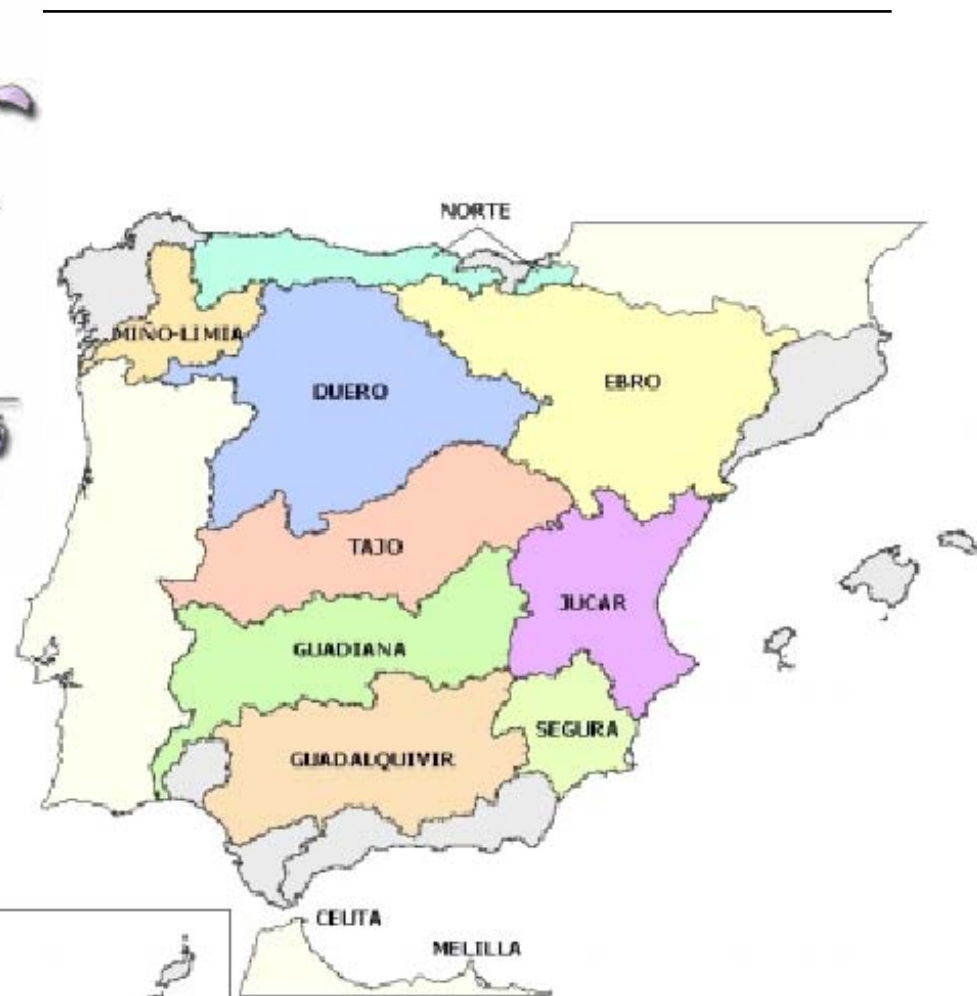 NORTE
MIÑO-LIMIA
DUERO
EBRO
TAJO
JUCAR
GUADIANA
SEGURA
GUADALQUIVIR
CEUTA
MELILLA